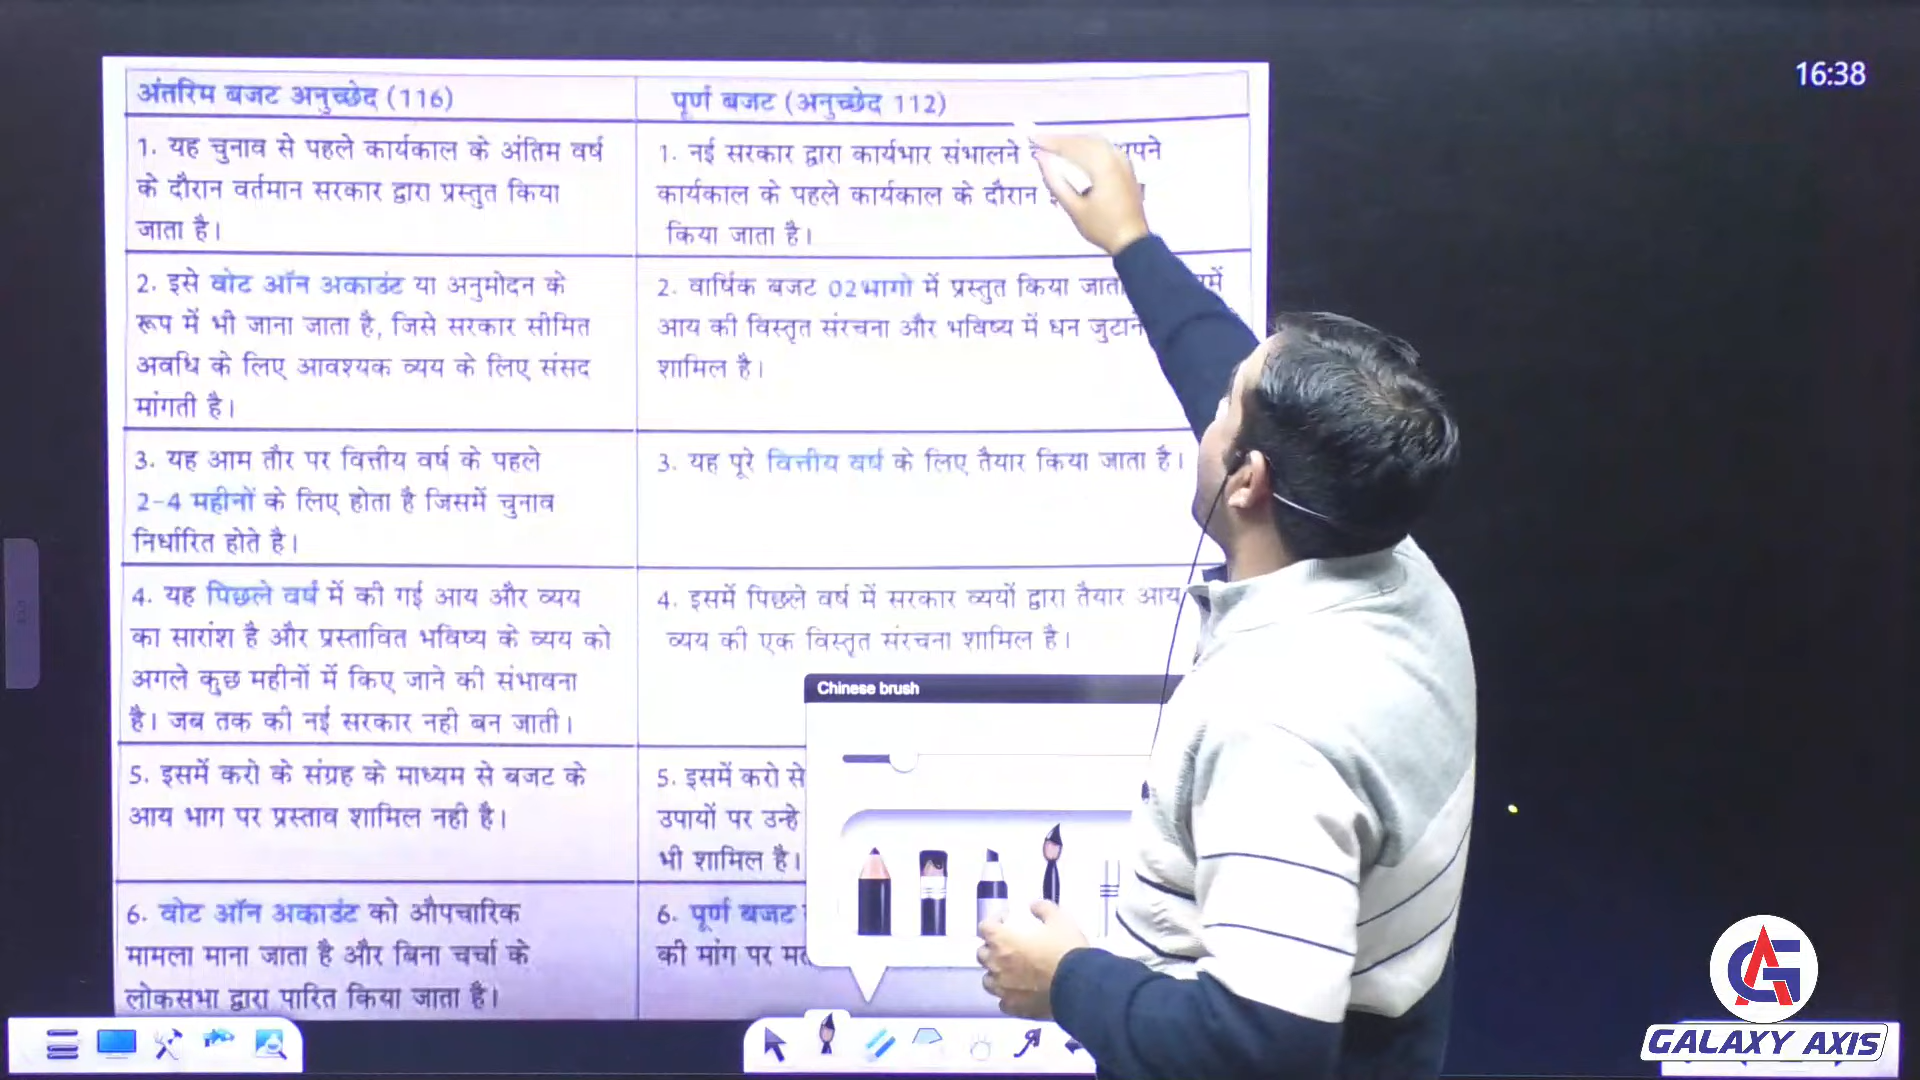 16:38
अंतरिम बजट अनुच्छेद (116)
पूर्ण बजट (अनुच्छेद 112)
1. यह चुनाव से पहले कार्यकाल के अंतिम वर्ष
के दौरान वर्तमान सरकार द्वारा प्रस्तुत किया
जाता है।
1. नई सरकार द्वारा कार्यभार संभालने
कार्यकाल के पहले कार्यकाल के दौरान
किया जाता है।
2. इसे वोट ऑन अकाउंट या अनुमोदन के
रूप में भी जाना जाता है, जिसे सरकार सीमित
अवधि के लिए आवश्यक व्यय के लिए संसद
मांगती है।
2. वार्षिक बजट 02भागो में प्रस्तुत किया
आय की विस्तृत संरचना और भविष्य में धन जुटाने
शामिल है।
3. यह आम तौर पर वित्तीय वर्ष के पहले
2-4 महीनों के लिए होता है जिसमें चुनाव
निर्धारित होते है।
3. यह पूरे वित्तीय वर्ष के लिए तैयार किया जाता है।
4. यह पिछले वर्ष में की गई आय और व्यय
का सारांश है और प्रस्तावित भविष्य के व्यय को
अगले कुछ महीनों में किए जाने की संभावना
है। जब तक की नई सरकार नही बन जाती।
4. इसमें पिछले वर्ष में सरकार व्ययों द्वारा तैयार आय
व्यय की एक विस्तृत संरचना शामिल है।
5. इसमें करो के संग्रह के माध्यम से बजट के
आय भाग पर प्रस्ताव शामिल नही है।
5. इसमें करो से
उपायों पर उन्हे
भी शामिल है।
6. वोट ऑन अकाउंट को औपचारिक
मामला माना जाता है और बिना चर्चा के
लोकसभा द्वारा पारित किया जाता है।
6. पूर्ण बजट
की मांग पर
Chinese brush
GALAXY AXIS